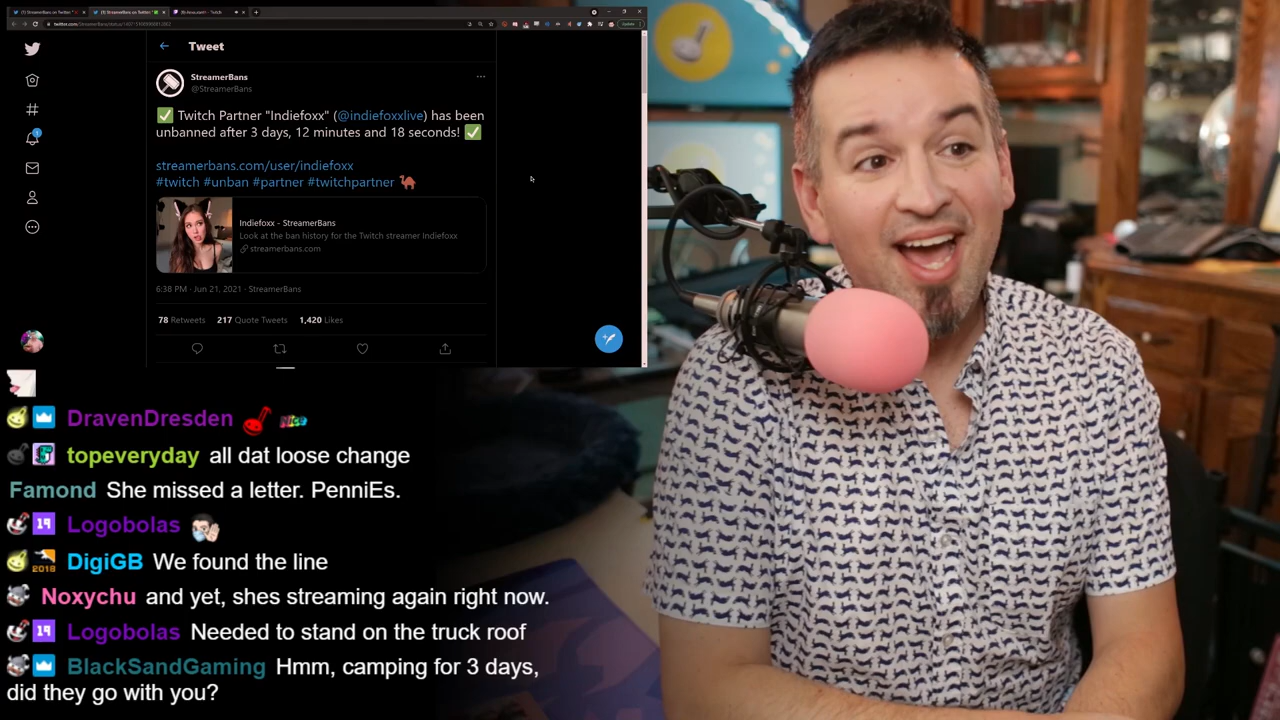 Tweet
StreamerBans
@StreamerBans
Twitch Partner "Indiefoxx" (@indiefoxxlive) has been
unbanned after 3 days, 12 minutes and 18 seconds!
streamerbans.com/user/indiefoxx
#twitch #unban #partner #twitchpartner
Indiefoxx - StreamerBans
Look at the ban history for the Twitch streamer Indiefoxx
streamerbans.com
6:38 PM · Jun 21, 2021 · StreamerBans
78 Retweets 217 Quote Tweets 1,420 Likes
DravenDresden Nice
topeveryday all dat loose change
Famond She missed a letter. PenniEs.
19 Logobolas
2018 DigiGB We found the line
Noxychu and yet, shes streaming again right now.
19 Logobolas Needed to stand on the truck roof
BlackSandGaming Hmm, camping for 3 days,
did they go with you?